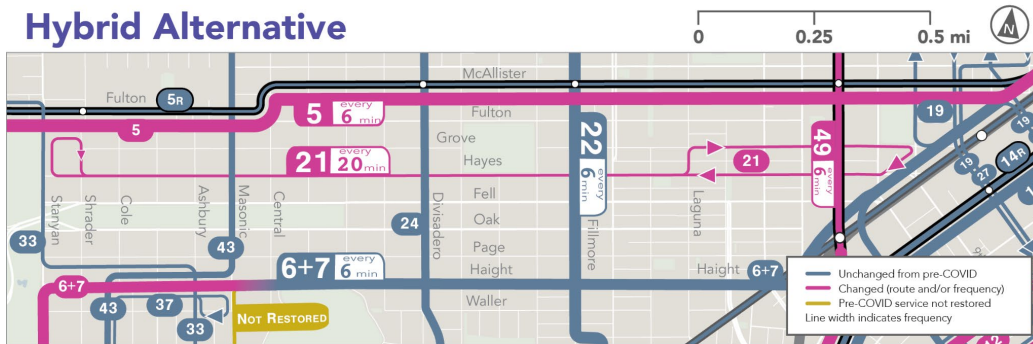 Hybrid Alternative
0 0.25 0.5 mi
N
McAllister
Fulton
5R
5
5 every 6 min
Fulton
Grove
Hayes
21 every 20 min
21
49 every 6 min
22 every 6 min
19
19
19
27
14R
Fell
Oak
Page
Haight
Waller
Stanyan
Shrader
Cole
Ashbury
Masonic
Central
Divisadero
Fillmore
Laguna
33
43
24
6+7 every 6 min
Haight
6+7
6+7
43
37
33
NOT RESTORED
Unchanged from pre-COVID
Changed (route and/or frequency)
Pre-COVID service not restored
Line width indicates frequency